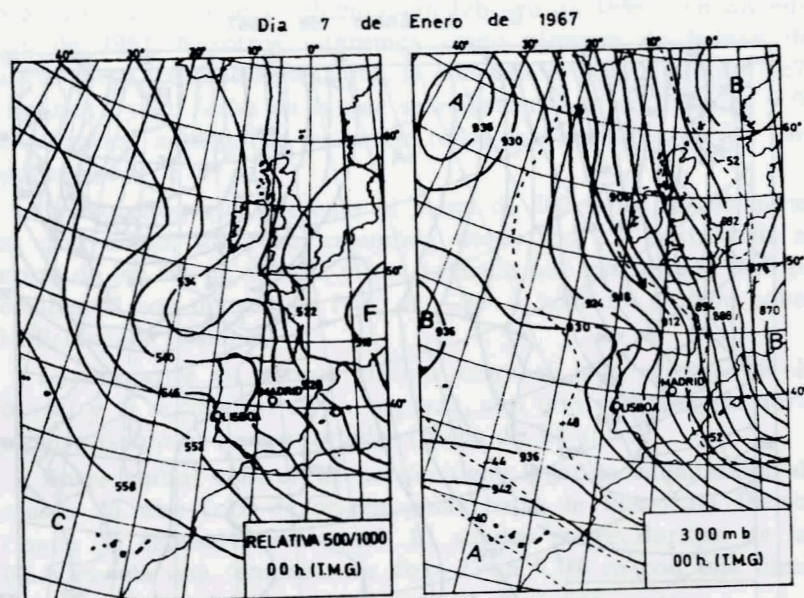 Día 7 de Enero de 1967
40° 30° 20° 10° 0°
60°
50°
40°
534
522
F
540
546
528
MADRID
LISBOA
552
558
C
RELATIVA 500/1000
00 h. (T.M.G.)
40° 30° 20° 10° 0°
A
936
930
B
60°
-52
906
882
50°
876
924
918
930
912
894
888
870
B
936
B
MADRID
LISBOA
40°
-48
-52
-44
936
942
-40
A
300 mb
00h. (T.M.G.)